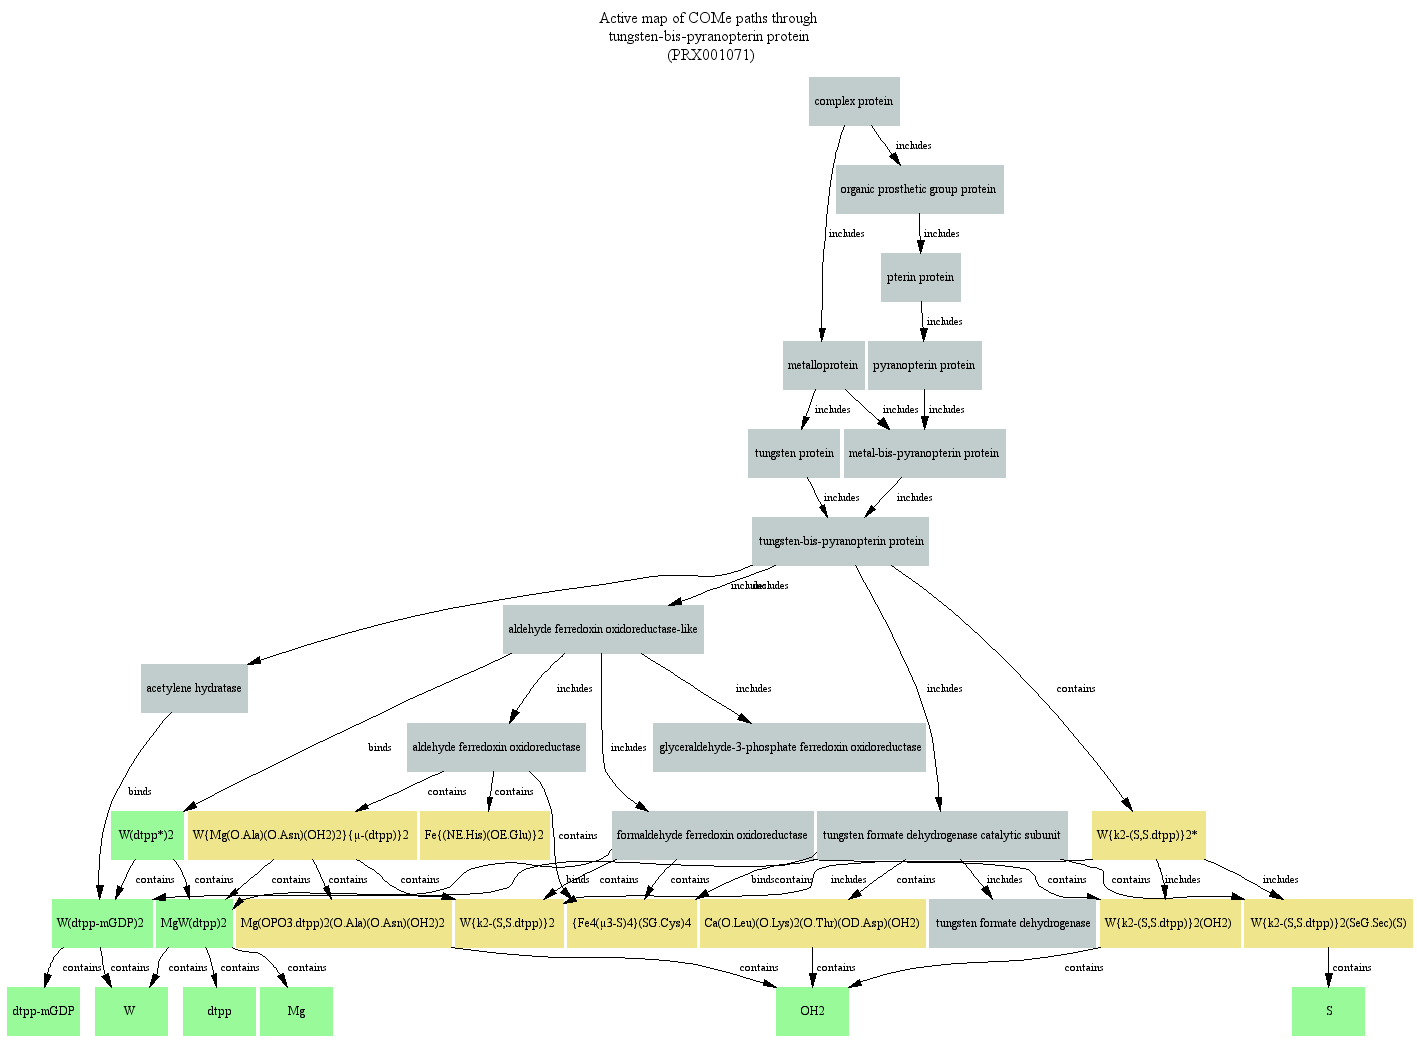 Active map of COMe paths through
tungsten-bis-pyranopterin protein
(PRX001071)
complex protein
includes
organic prosthetic group protein
includes
includes
pterin protein
includes
metalloprotein
pyranopterin protein
includes
includes
includes
tungsten protein
metal-bis-pyranopterin protein
includes
includes
tungsten-bis-pyranopterin protein
includes
includes
aldehyde ferredoxin oxidoreductase-like
acetylene hydratase
includes
includes
includes
contains
binds
includes
aldehyde ferredoxin oxidoreductase
glyceraldehyde-3-phosphate ferredoxin oxidoreductase
binds
contains
contains
W(dtpp*)2
W{Mg(O.Ala)(O.Asn)(OH2)2}{μ-(dtpp)}2
Fe{(NE.His)(OE.Glu)}2
contains
formaldehyde ferredoxin oxidoreductase
tungsten formate dehydrogenase catalytic subunit
W{k2-(S,S.dtpp)}2*
contains
contains
contains
contains
contains
binds
contains
contains
binds
contains
includes
contains
includes
contains
contains
includes
includes
W(dtpp-mGDP)2
MgW(dtpp)2
Mg(OPO3.dtpp)2(O.Ala)(O.Asn)(OH2)2
W{k2-(S,S.dtpp)}2
{Fe4(μ3-S)4}(SG.Cys)4
Ca(O.Leu)(O.Lys)2(O.Thr)(OD.Asp)(OH2)
tungsten formate dehydrogenase
W{k2-(S,S.dtpp)}2(OH2)
W{k2-(S,S.dtpp)}2(SeG.Sec)(S)
contains
contains
contains
contains
contains
contains
contains
contains
contains
dtpp-mGDP
W
dtpp
Mg
OH2
S